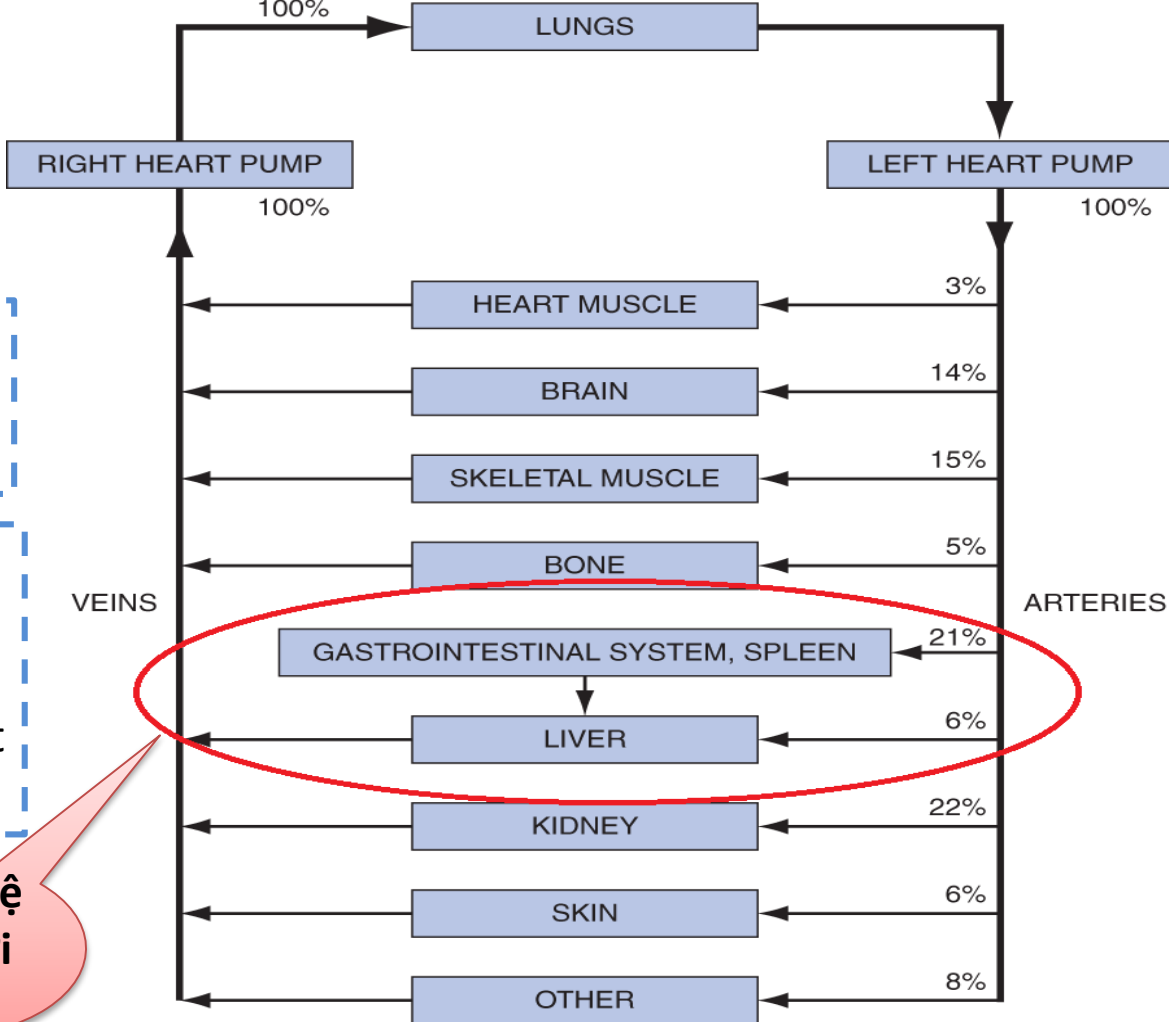 100%
LUNGS
RIGHT HEART PUMP
LEFT HEART PUMP
100%
100%
3%
HEART MUSCLE
14%
BRAIN
15%
SKELETAL MUSCLE
5%
BONE
VEINS
ARTERIES
21%
GASTROINTESTINAL SYSTEM, SPLEEN
6%
LIVER
22%
KIDNEY
6%
SKIN
8%
OTHER